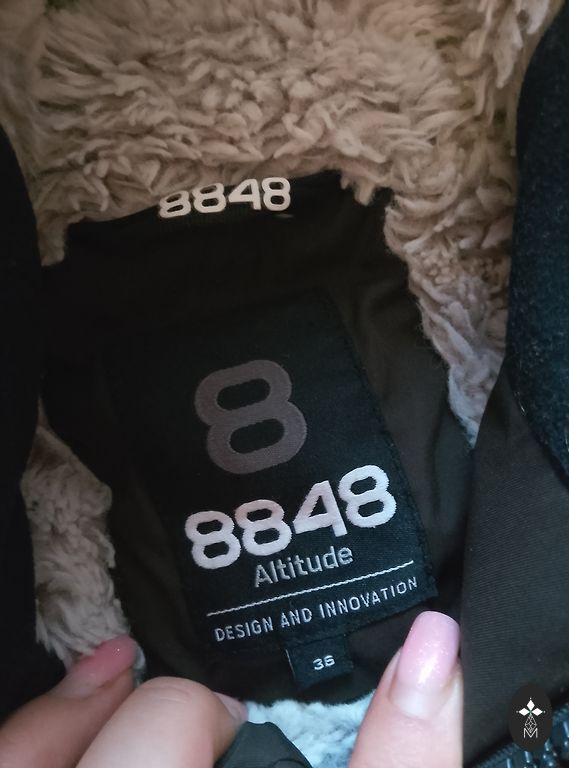 8848
8
8848
Altitude
DESIGN AND INNOVATION
36
M